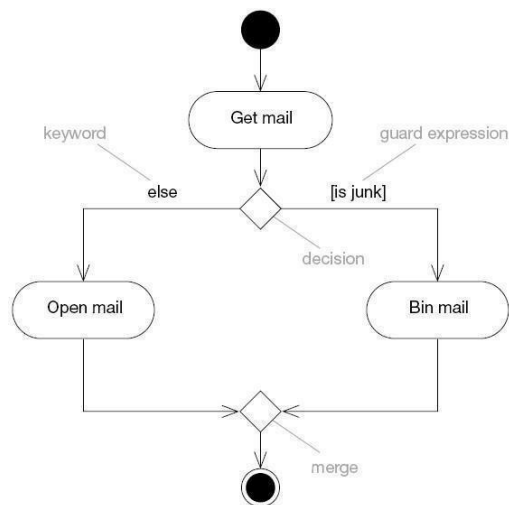 Get mail
keyword
guard expression
else
[is junk]
decision
Open mail
Bin mail
merge